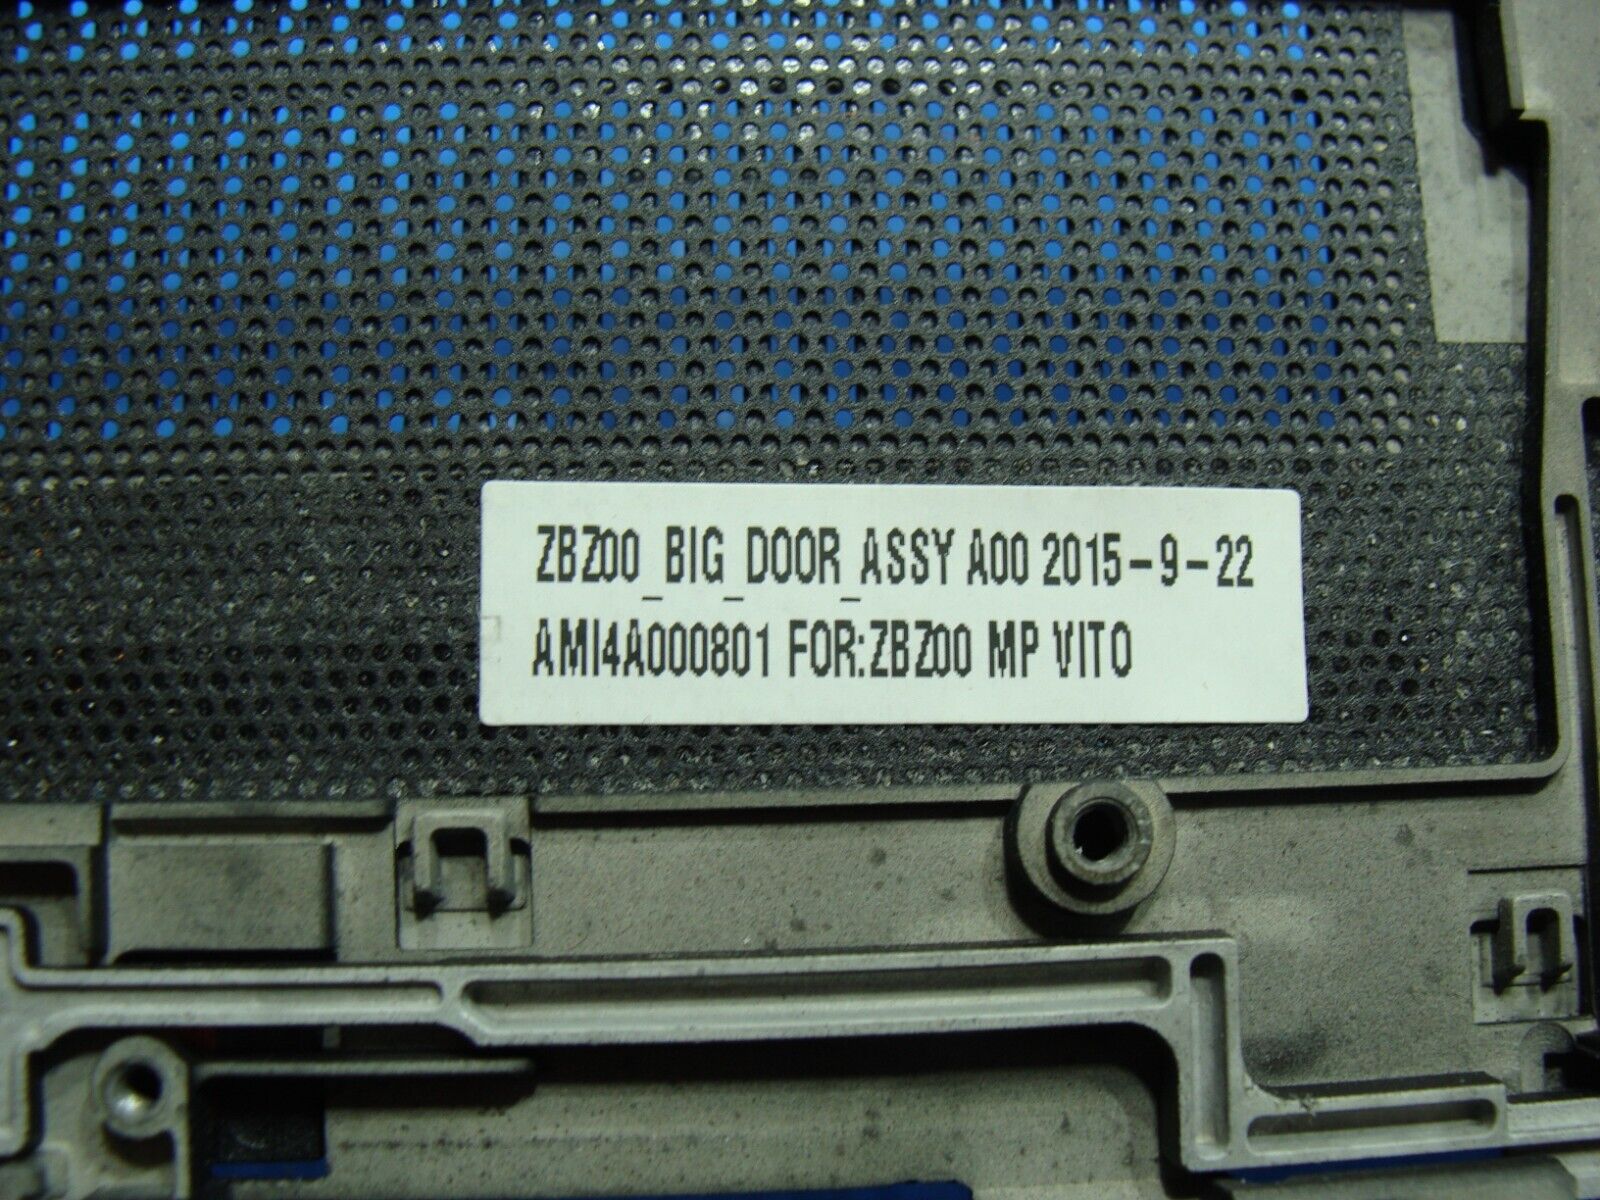 ZBZ00_BIG_DOOR_ASSY A00 2015-9-22
AMI4A000801 FOR:ZBZ00 MP VITO